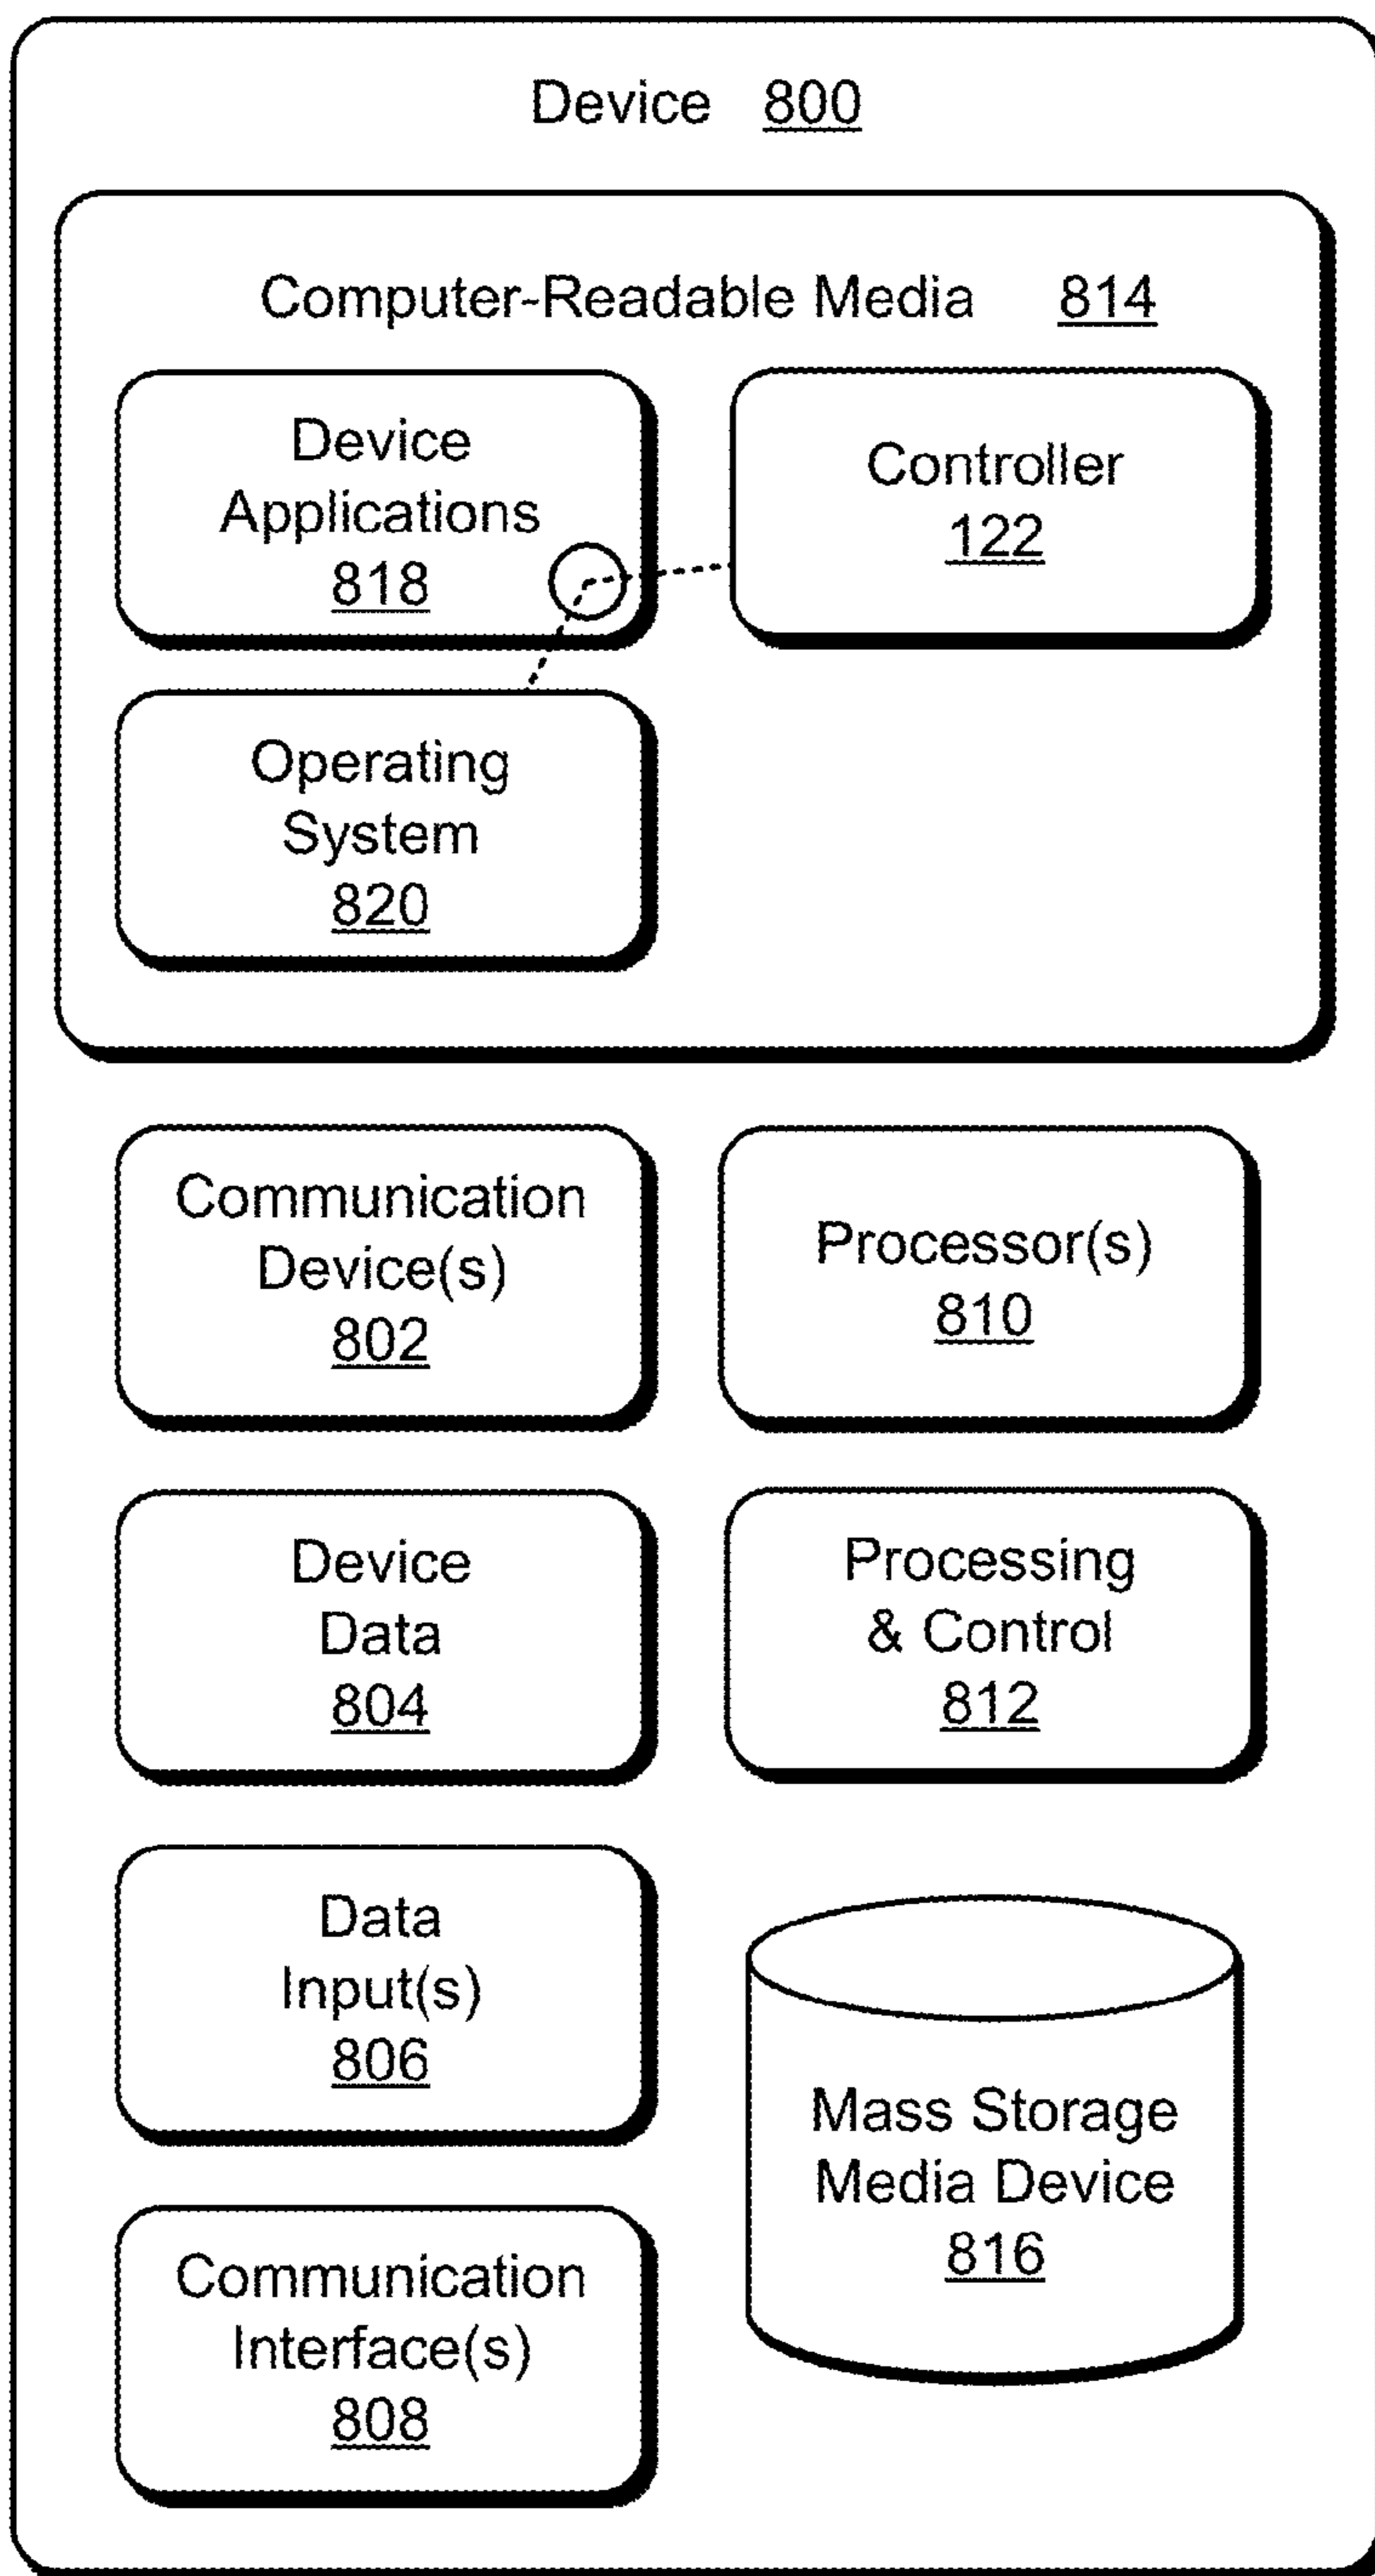 Device 800
Computer-Readable Media 814
Device
Applications
818
Controller
122
Operating
System
820
Communication
Device(s)
802
Processor(s)
810
Device
Data
804
Processing
& Control
812
Data
Input(s)
806
Mass Storage
Media Device
816
Communication
Interface(s)
808